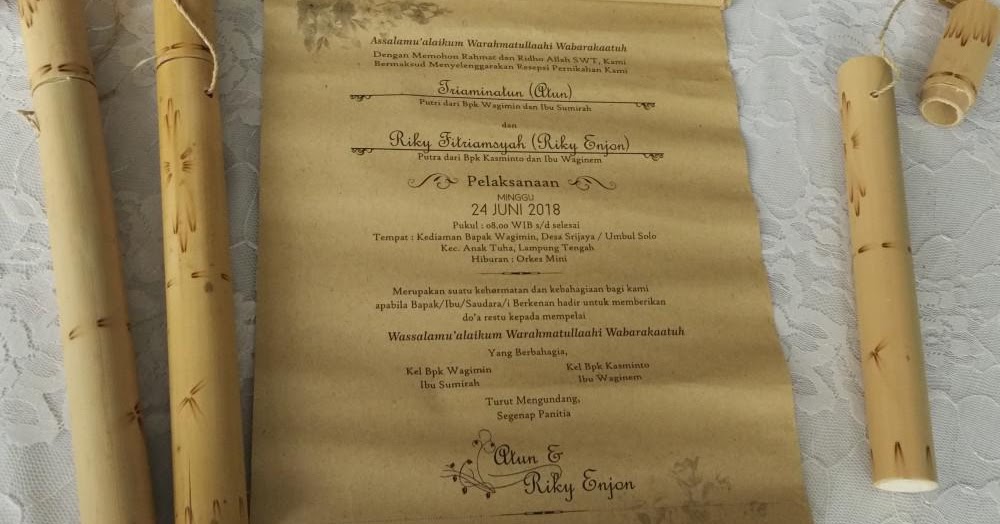 Assalamu'alaikum Warahmatullaahi Wabarakaatuh
Dengan Memohon Rahmat dan Ridho Allah SWT, Kami
Bermaksud Menyelenggarakan Resepsi Pernikahan Kami
Triaminatun (Atun)
Putri dari Bpk Wagimin dan Ibu Sumirah
dan
Riky Fitriamsyah (Riky Enjon)
Putra dari Bpk Kasminto dan Ibu Waginem
Pelaksanaan
MINGGU
24 JUNI 2018
Pukul : 08.00 WIB s/d selesai
Tempat : Kediaman Bapak Wagimin, Desa Srijaya / Umbul Solo
Kec. Anak Tuha, Lampung Tengah
Hiburan : Orkes Mini
Merupakan suatu kehormatan dan kebahagiaan bagi kami
apabila Bapak/Ibu/Saudara/i Berkenan hadir untuk memberikan
do'a restu kepada mempelai
Wassalamu'alaikum Warahmatullaahi Wabarakaatuh
Yang Berbahagia,
Kel Bpk Wagimin Kel Bpk Kasminto
Ibu Sumirah Ibu Waginem
Turut Mengundang,
Segenap Panitia
Atun &
Riky Enjon